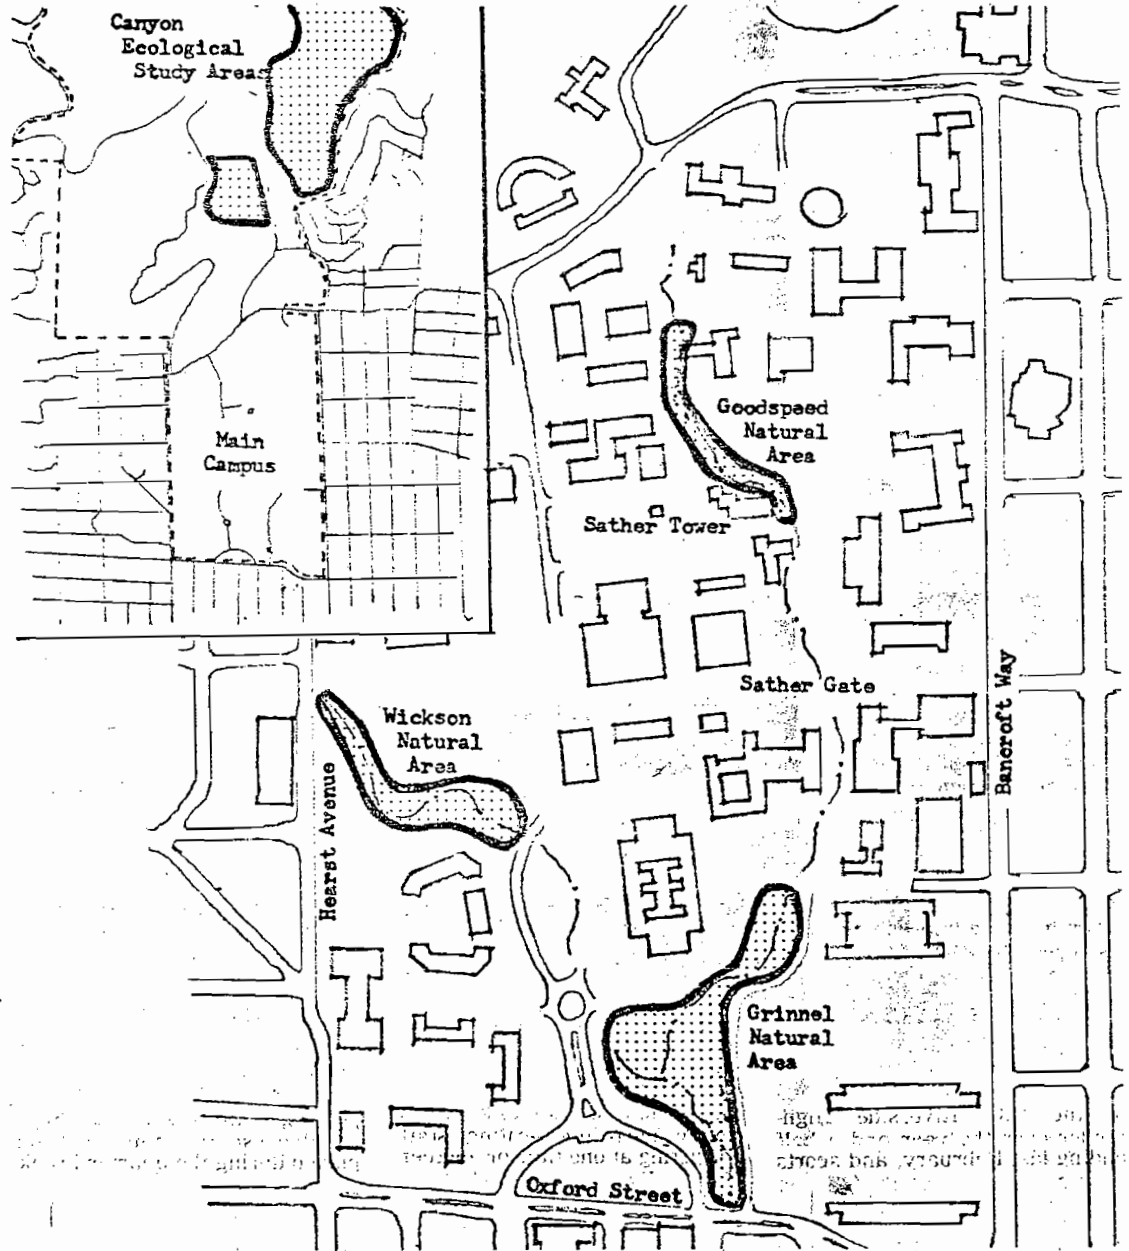 Canyon
Ecological
Study Areas
Main
Campus
Goodspeed
Natural
Area
Sather Tower
Sather Gate
Wickson
Natural
Area
Hearst Avenue
Bancroft Way
Grinnel
Natural
Area
Oxford Street